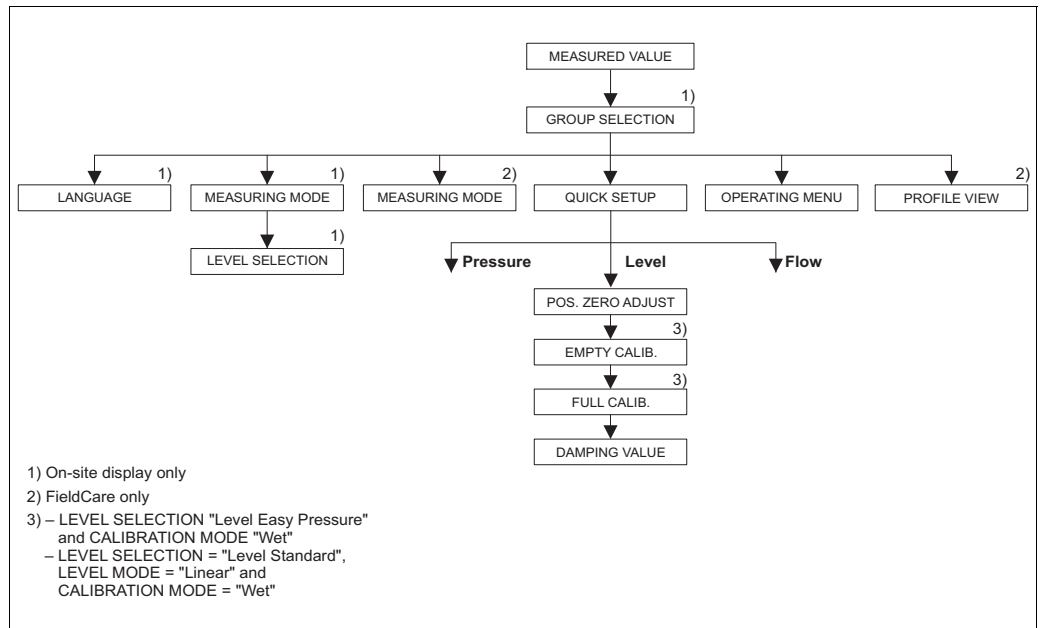 MEASURED VALUE
1)
GROUP SELECTION
1)
LANGUAGE
1)
MEASURING MODE
2)
MEASURING MODE
QUICK SETUP
OPERATING MENU
2)
PROFILE VIEW
1)
LEVEL SELECTION
Pressure
Level
Flow
POS. ZERO ADJUST
3)
EMPTY CALIB.
3)
FULL CALIB.
DAMPING VALUE
1) On-site display only
2) FieldCare only
3) – LEVEL SELECTION "Level Easy Pressure"
and CALIBRATION MODE "Wet"
– LEVEL SELECTION = "Level Standard",
LEVEL MODE = "Linear" and
CALIBRATION MODE = "Wet"